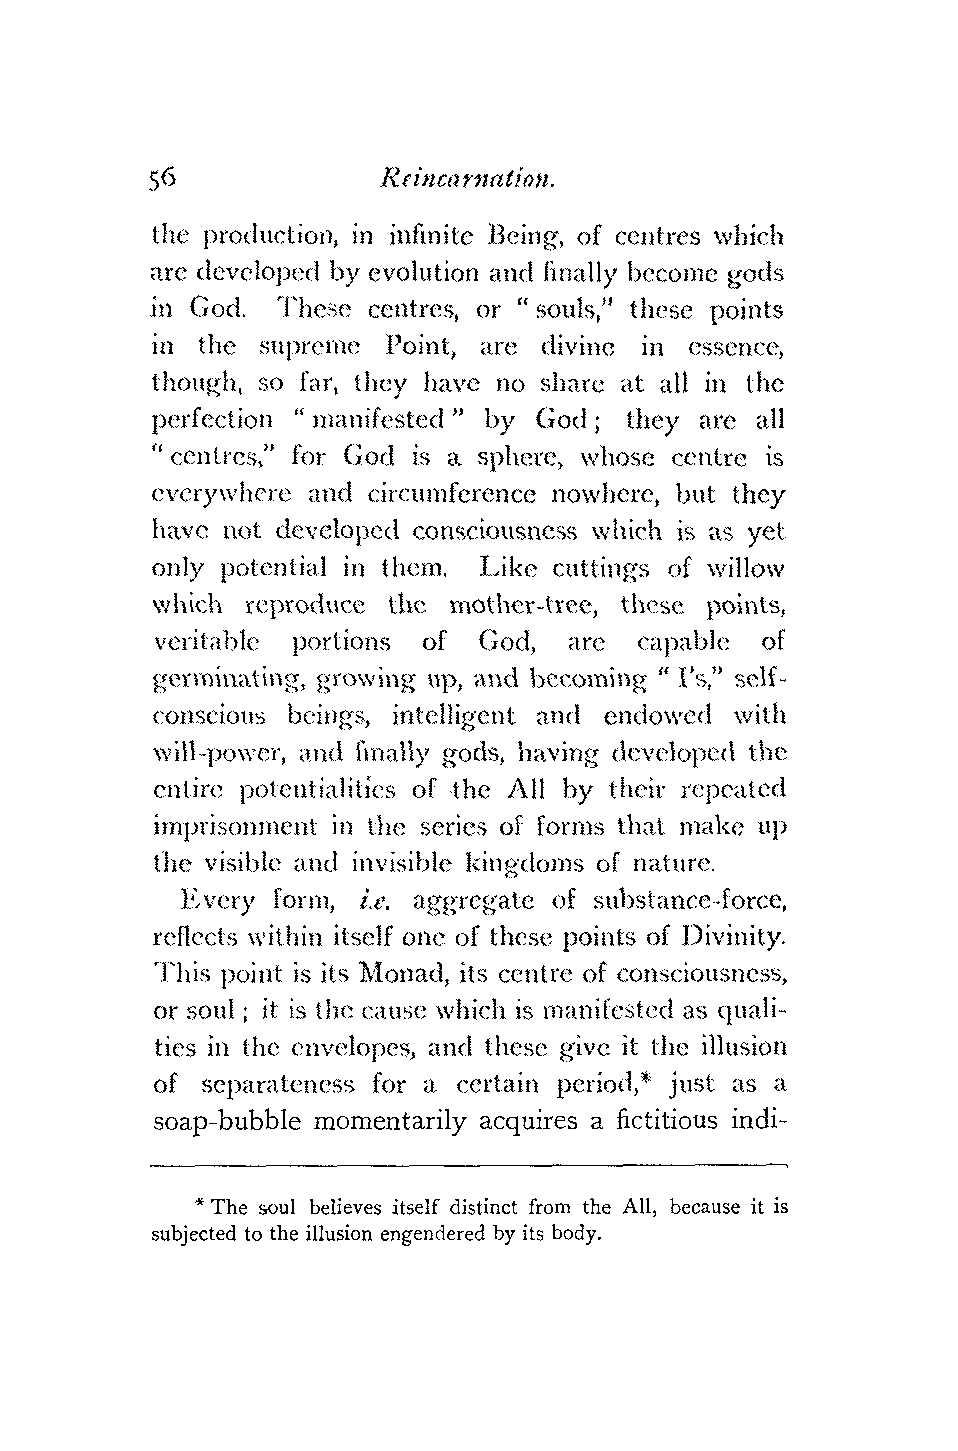 56 Reincarnation.
the production, in infinite Being, of centres which
are developed by evolution and finally become gods
in God. These centres, or “ souls,” these points
in the supreme Point, are divine in essence,
though, so far, they have no share at all in the
perfection “ manifested ” by God ; they are all
“ centres,” for God is a sphere, whose centre is
everywhere and circumference nowhere, but they
have not developed consciousness which is as yet
only potential in them. Like cuttings of willow
which reproduce the mother-tree, these points,
veritable portions of God, are capable of
germinating, growing up, and becoming “ I’s,” self-
conscious beings, intelligent and endowed with
will-power, and finally gods, having developed the
entire potentialities of the All by their repeated
imprisonment in the series of forms that make up
the visible and invisible kingdoms of nature.
Every form, i.e. aggregate of substance-force,
reflects within itself one of these points of Divinity.
This point is its Monad, its centre of consciousness,
or soul ; it is the cause which is manifested as quali-
ties in the envelopes, and these give it the illusion
of separateness for a certain period,* just as a
soap-bubble momentarily acquires a fictitious indi-
* The soul believes itself distinct from the All, because it is
subjected to the illusion engendered by its body.